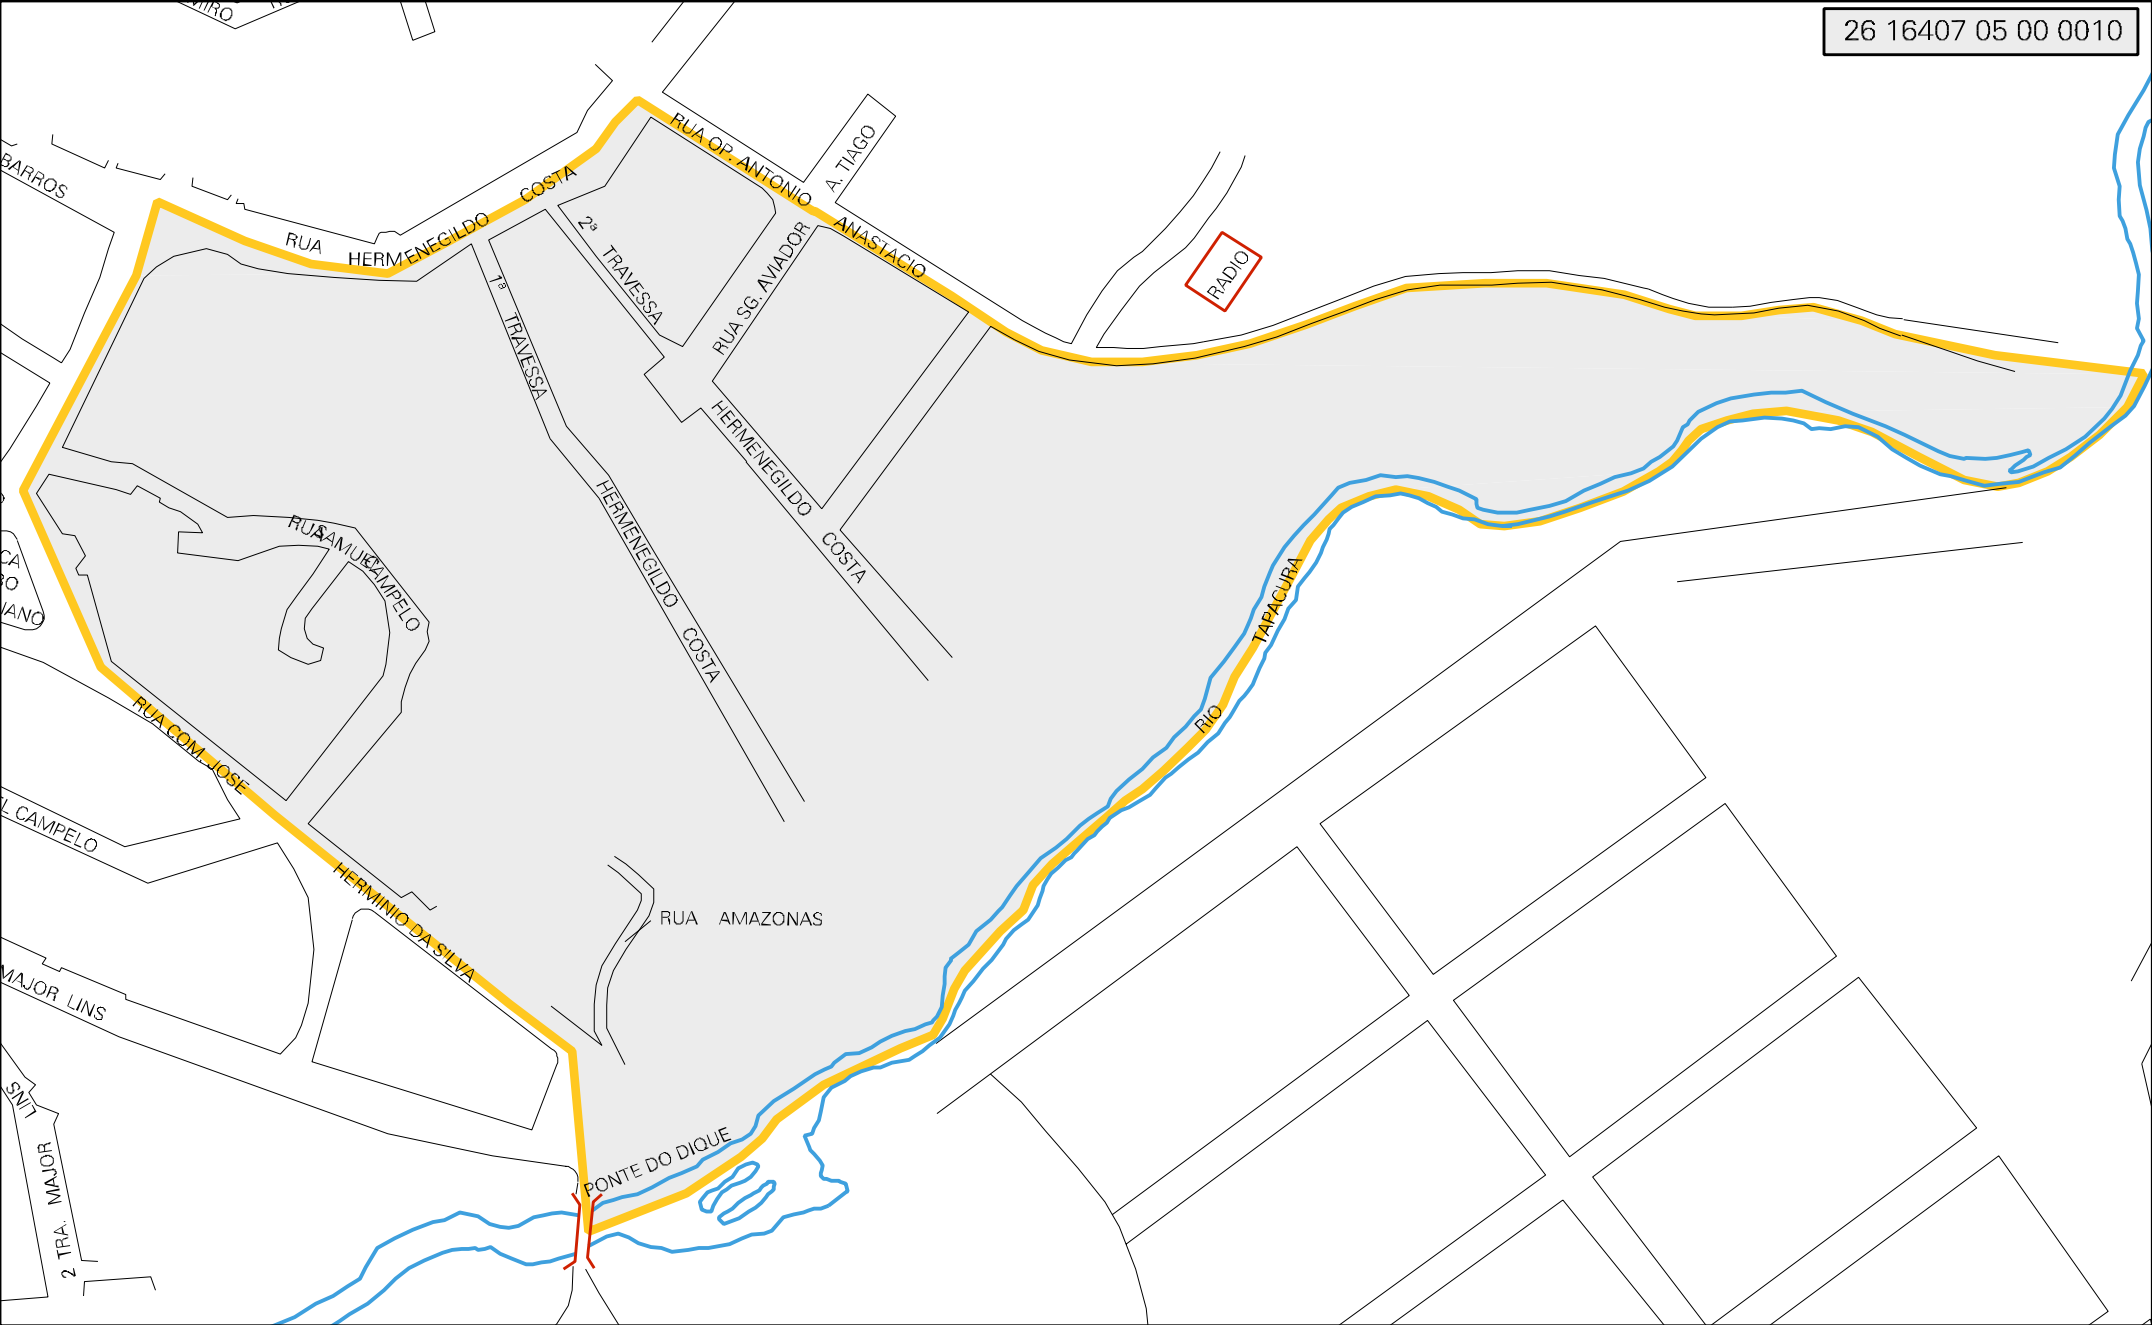 26 16407 05 00 0010
BARROS
RUA OP. ANTONIO ANASTACIO
A. TIAGO
RUA HERMENEGILDO COSTA
2ª TRAVESSA
RUA SG. AVIADOR
RADIO
1ª TRAVESSA
HERMENEGILDO COSTA
HERMENEGILDO COSTA
RUA SAMUEL CAMPELO
RIO TAPACURA
RUA COM. JOSE HERMINIO DA SILVA
L CAMPELO
RUA AMAZONAS
MAJOR LINS
PONTE DO DIQUE
2 TRA. MAJOR LINS